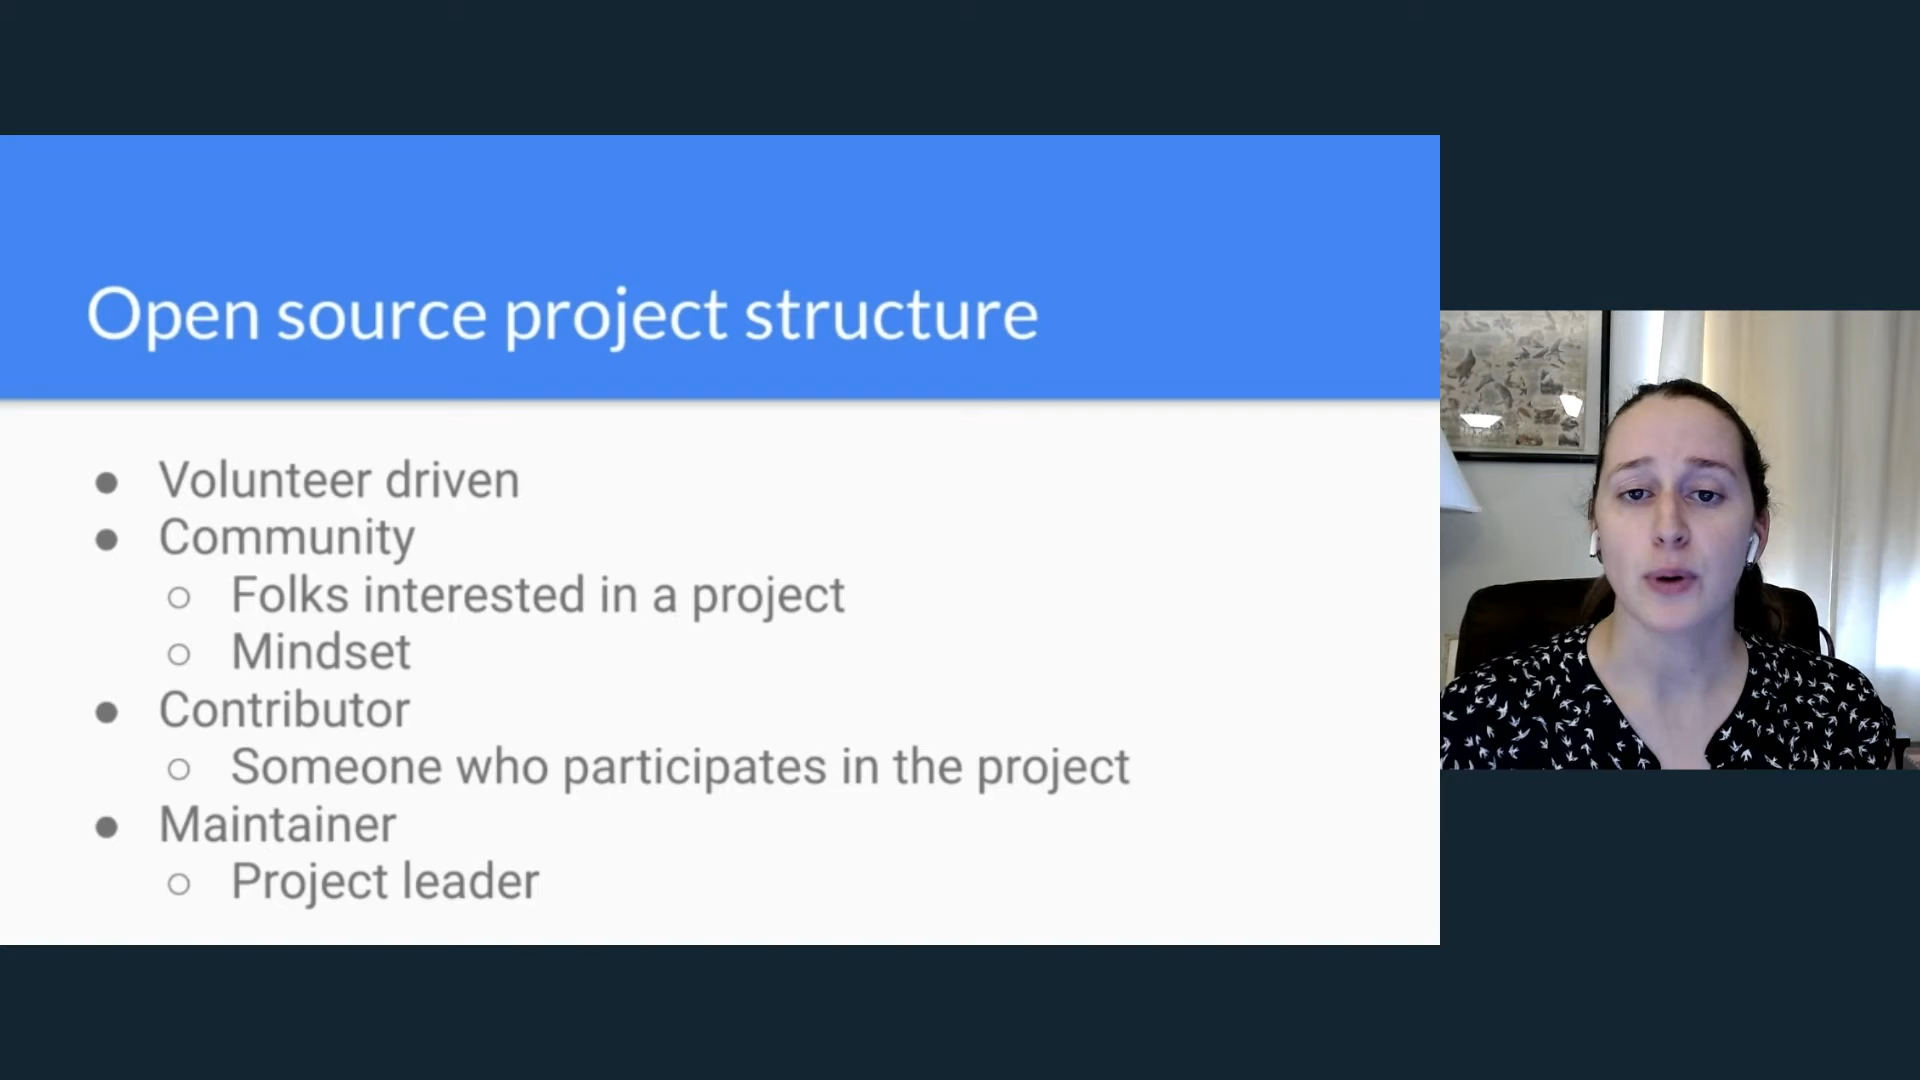 Open source project structure
● Volunteer driven
● Community
○ Folks interested in a project
○ Mindset
● Contributor
○ Someone who participates in the project
● Maintainer
○ Project leader